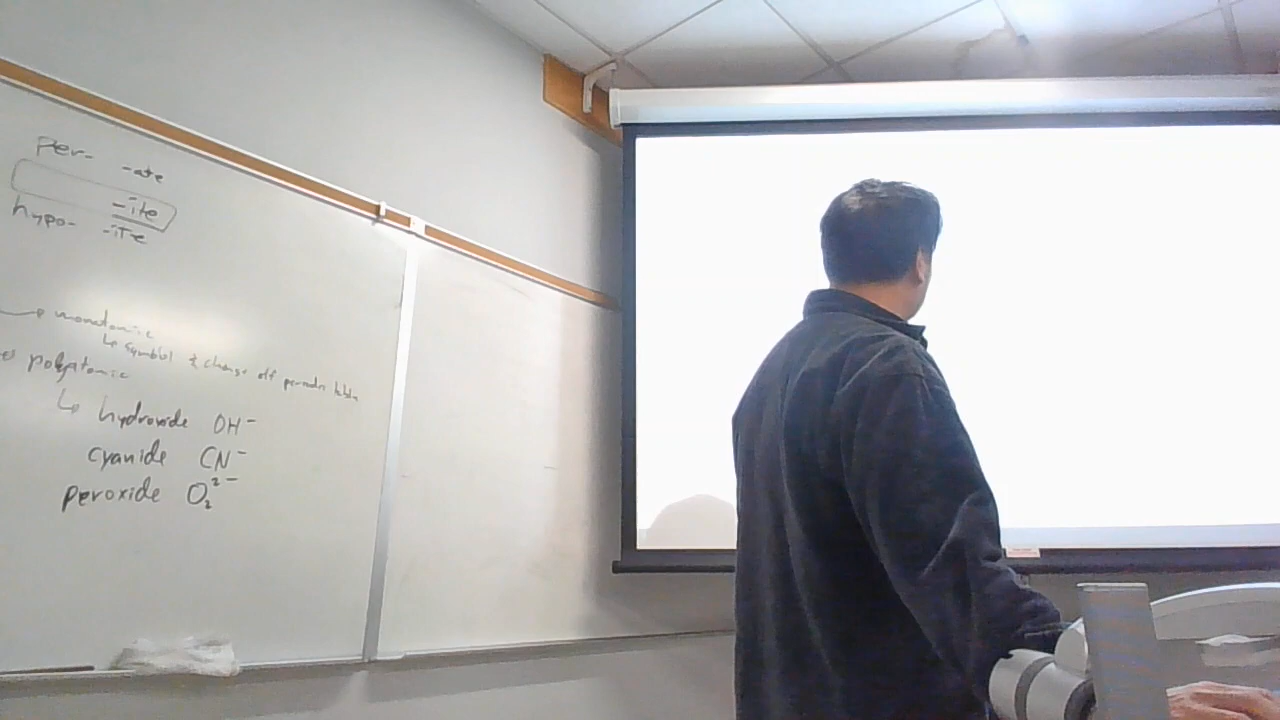 per- -ate
-ite
hypo- -ite
monatomic
↳ symbol & charge off periodic table
polyatomic
↳ hydroxide OH⁻
cyanide CN⁻
peroxide O₂²⁻